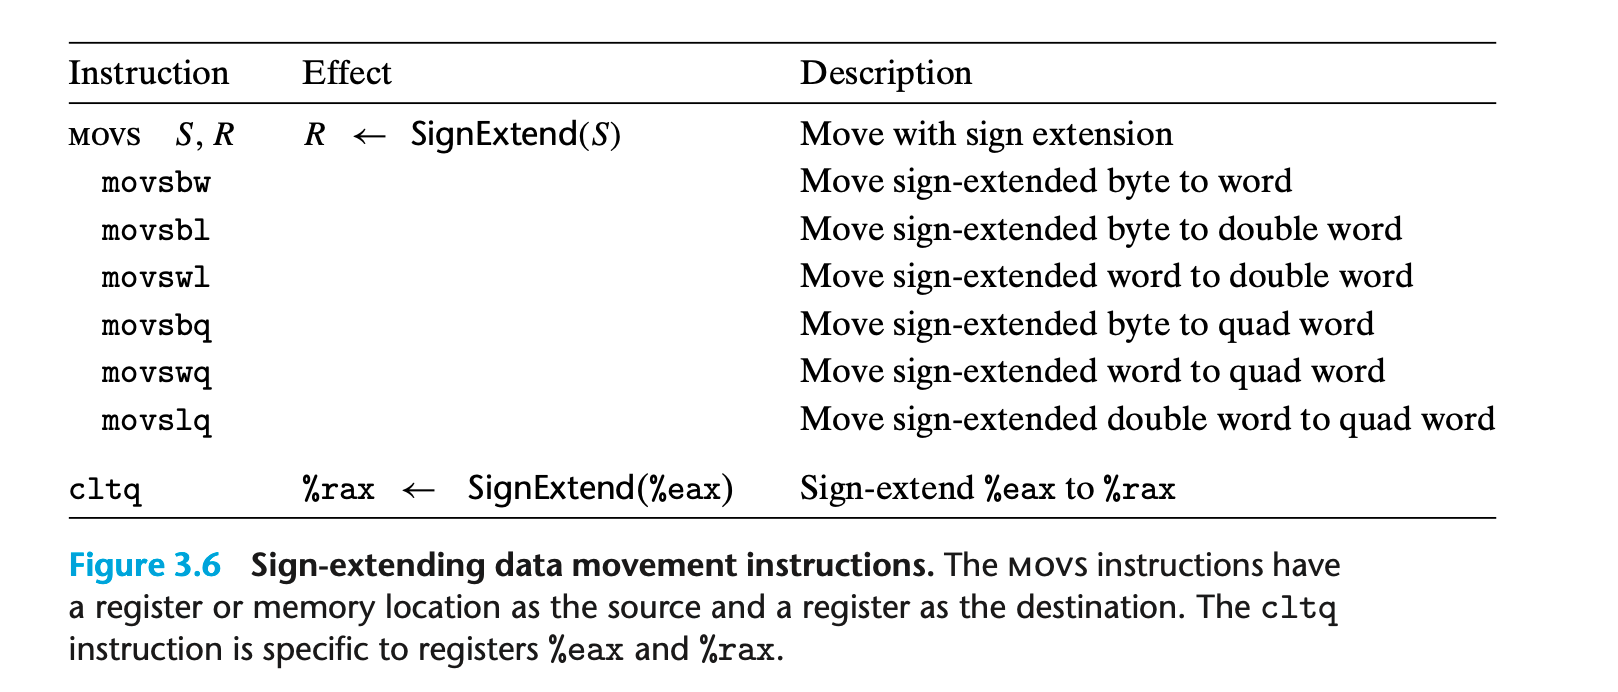 Instruction Effect Description
MOVS S, R R ← SignExtend(S) Move with sign extension
movsbw Move sign-extended byte to word
movsbl Move sign-extended byte to double word
movswl Move sign-extended word to double word
movsbq Move sign-extended byte to quad word
movswq Move sign-extended word to quad word
movslq Move sign-extended double word to quad word
cltq %rax ← SignExtend(%eax) Sign-extend %eax to %rax
Figure 3.6 Sign-extending data movement instructions. The MOVS instructions have
a register or memory location as the source and a register as the destination. The cltq
instruction is specific to registers %eax and %rax.